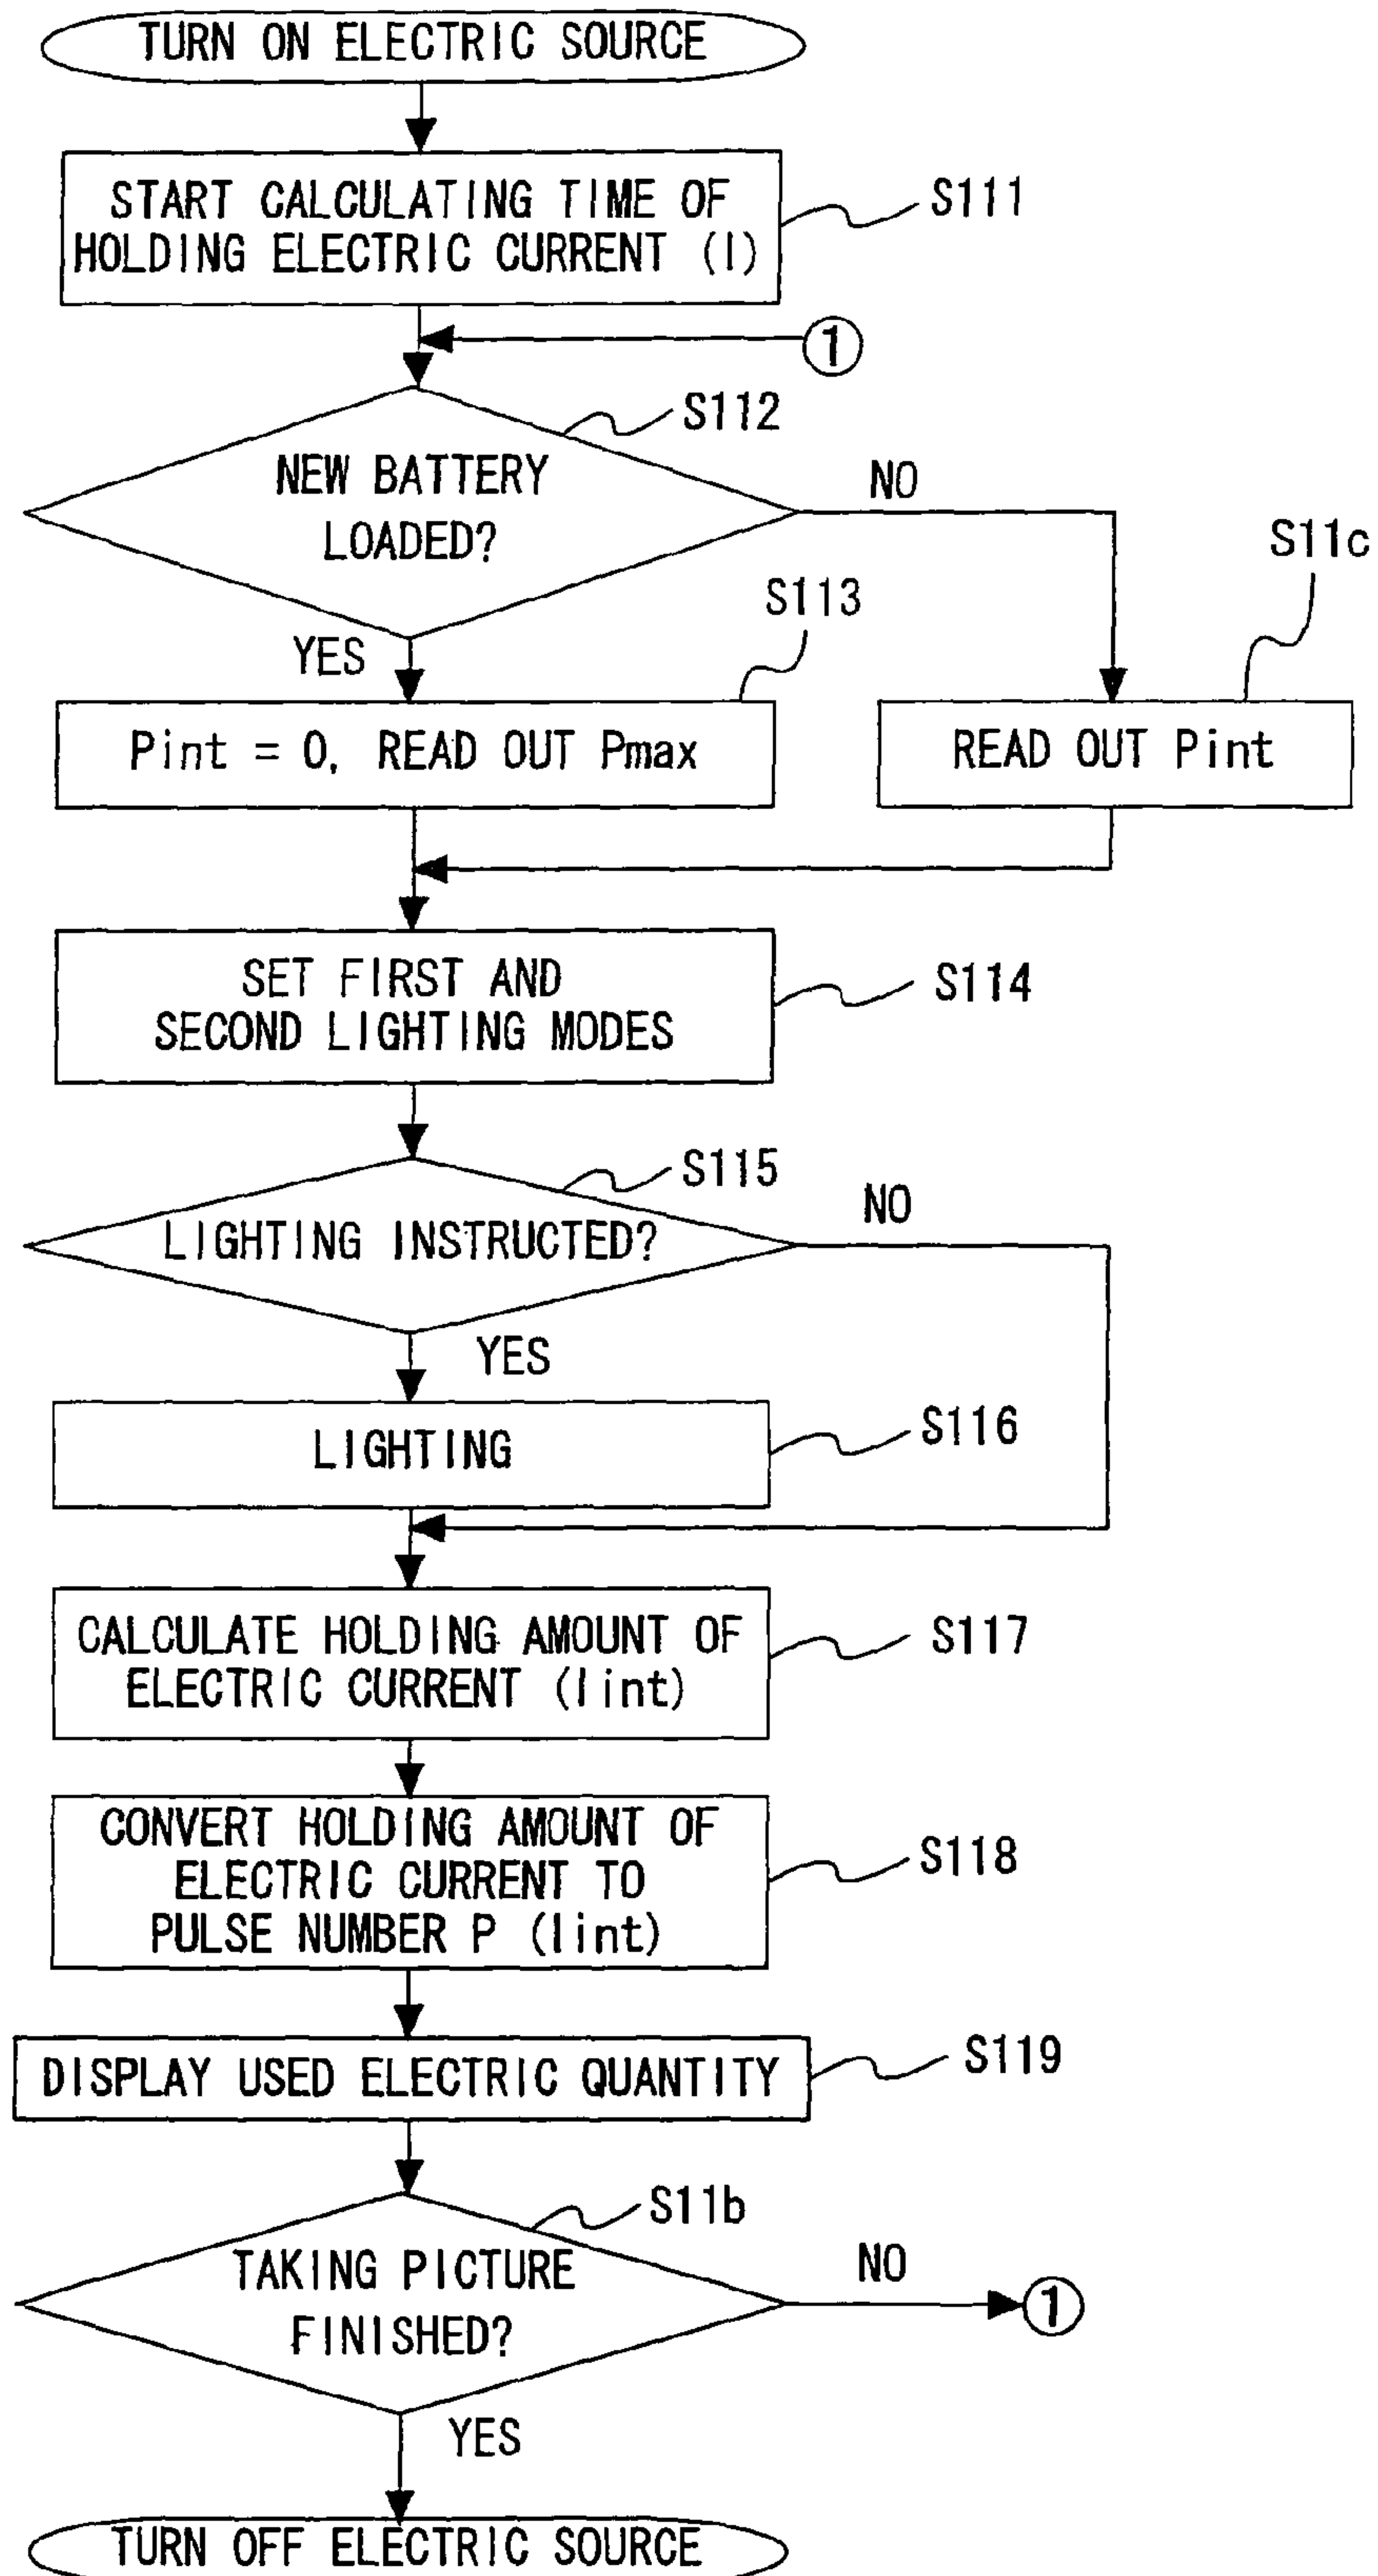 TURN ON ELECTRIC SOURCE
START CALCULATING TIME OF
HOLDING ELECTRIC CURRENT (I)
S111
①
S112
NEW BATTERY
LOADED?
NO
S11c
S113
YES
Pint = 0, READ OUT Pmax
READ OUT Pint
SET FIRST AND
SECOND LIGHTING MODES
S114
S115
NO
LIGHTING INSTRUCTED?
YES
LIGHTING
S116
CALCULATE HOLDING AMOUNT OF
ELECTRIC CURRENT (Iint)
S117
CONVERT HOLDING AMOUNT OF
ELECTRIC CURRENT TO
PULSE NUMBER P (Iint)
S118
DISPLAY USED ELECTRIC QUANTITY
S119
S11b
TAKING PICTURE
FINISHED?
NO
①
YES
TURN OFF ELECTRIC SOURCE